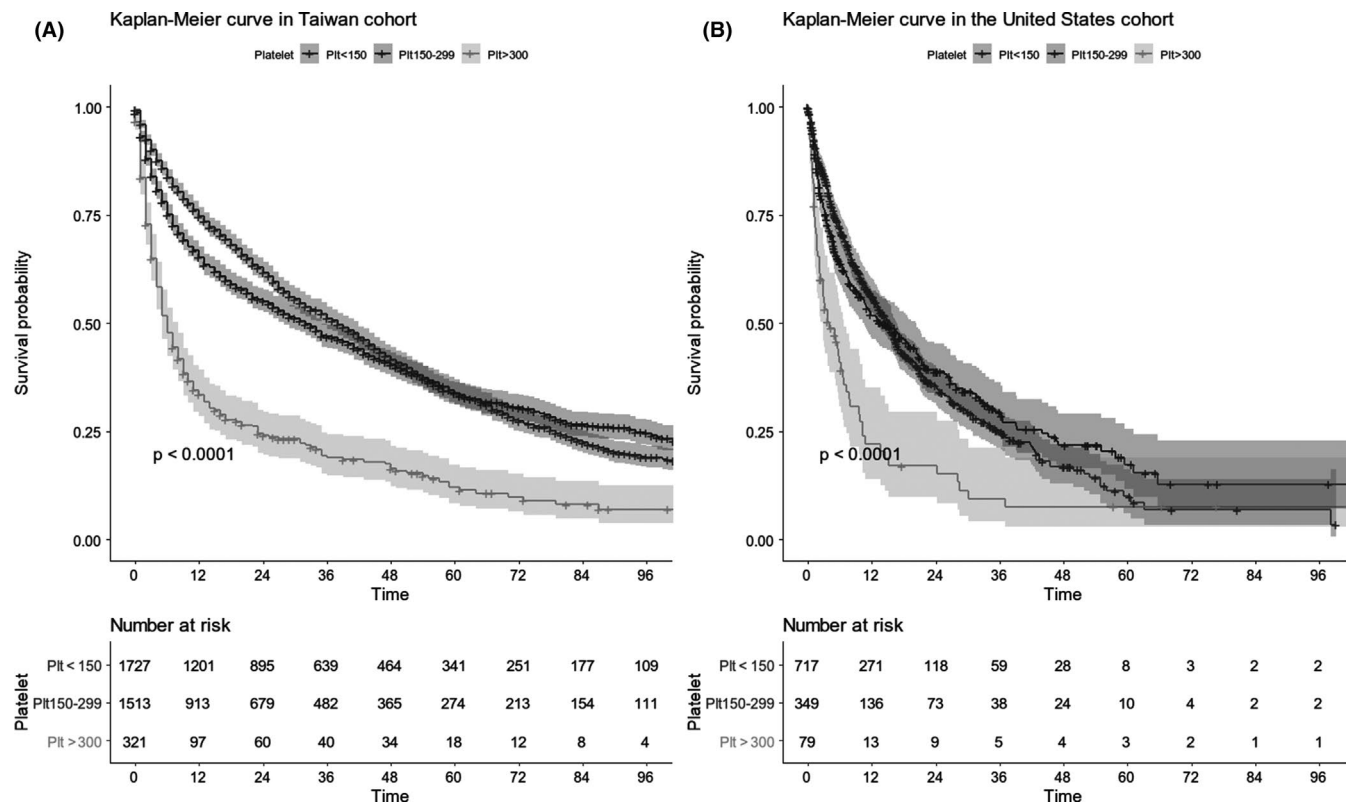 (A)
Kaplan-Meier curve in Taiwan cohort
Platelet Plt<150 Plt150-299 Plt>300
Survival probability
1.00
0.75
0.50
0.25
0.00
p < 0.0001
0 12 24 36 48 60 72 84 96
Time
Number at risk
Platelet
Plt < 150 1727 1201 895 639 464 341 251 177 109
Plt150-299 1513 913 679 482 365 274 213 154 111
Plt > 300 321 97 60 40 34 18 12 8 4
0 12 24 36 48 60 72 84 96
Time
(B)
Kaplan-Meier curve in the United States cohort
Platelet Plt<150 Plt150-299 Plt>300
Survival probability
1.00
0.75
0.50
0.25
0.00
p < 0.0001
0 12 24 36 48 60 72 84 96
Time
Number at risk
Platelet
Plt < 150 717 271 118 59 28 8 3 2 2
Plt150-299 349 136 73 38 24 10 4 2 2
Plt > 300 79 13 9 5 4 3 2 1 1
0 12 24 36 48 60 72 84 96
Time